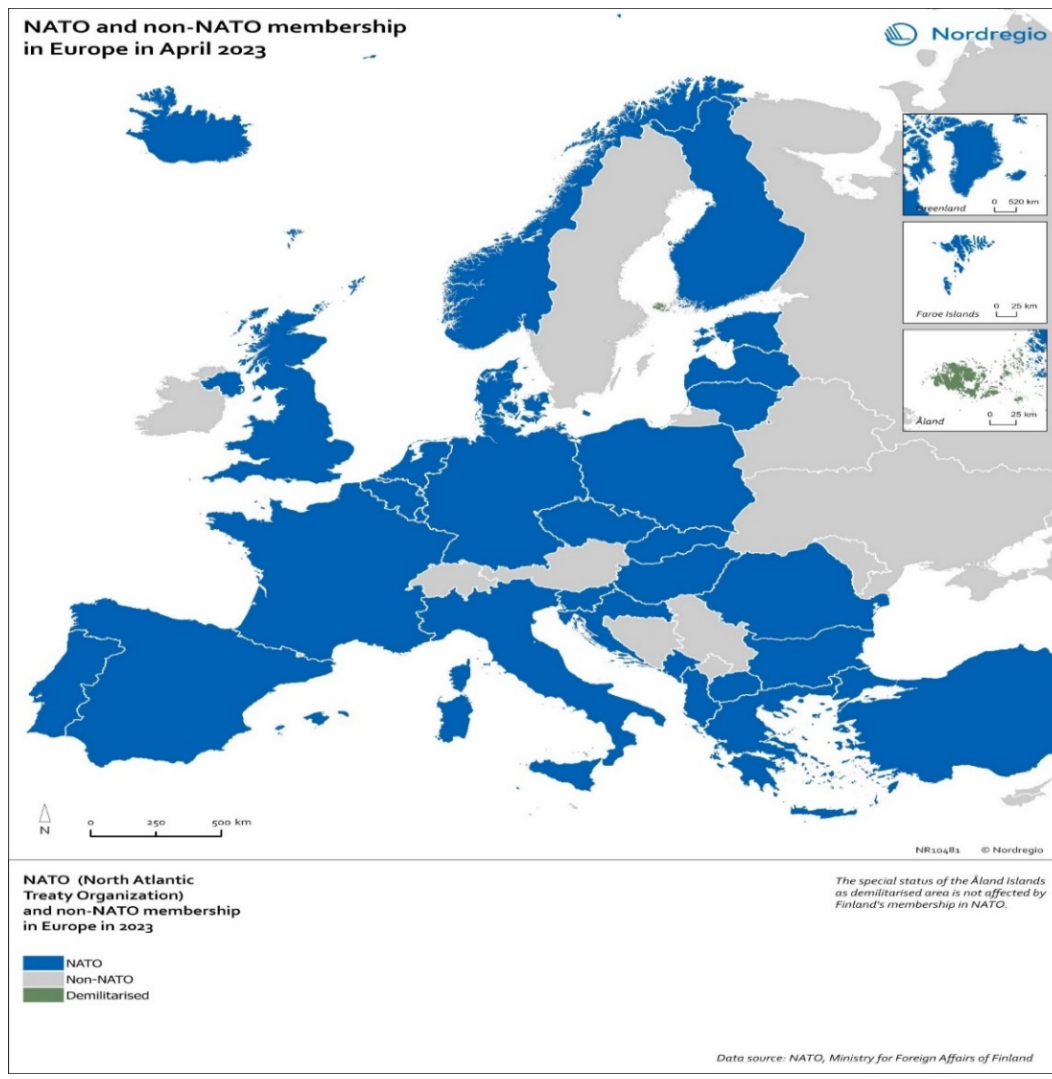 NATO and non-NATO membership
in Europe in April 2023
Nordregio
Greenland
0 520 km
Faroe Islands
0 25 km
Åland
0 25 km
N
0 250 500 km
NR10481 © Nordregio
NATO (North Atlantic
Treaty Organization)
and non-NATO membership
in Europe in 2023
NATO
Non-NATO
Demilitarised
The special status of the Åland Islands
as demilitarised area is not affected by
Finland's membership in NATO.
Data source: NATO, Ministry for Foreign Affairs of Finland